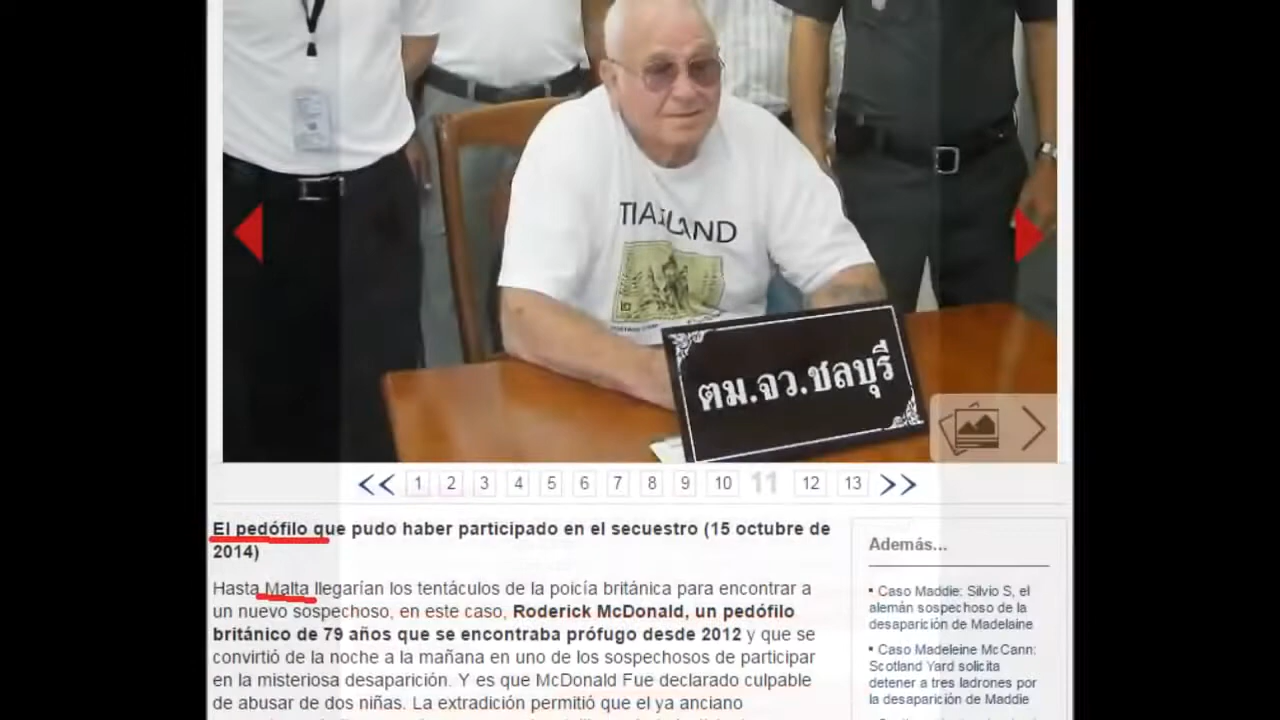 THAILAND
ตม.จว.ชลบุรี
1 2 3 4 5 6 7 8 9 10 11 12 13
El pedófilo que pudo haber participado en el secuestro (15 octubre de
2014)
Hasta Malta llegarían los tentáculos de la poicía británica para encontrar a
un nuevo sospechoso, en este caso, Roderick McDonald, un pedófilo
británico de 79 años que se encontraba prófugo desde 2012 y que se
convirtió de la noche a la mañana en uno de los sospechosos de participar
en la misteriosa desaparición. Y es que McDonald Fue declarado culpable
de abusar de dos niñas. La extradición permitió que el ya anciano
Además...
Caso Maddie: Silvio S, el
alemán sospechoso de la
desaparición de Madelaine
Caso Madeleine McCann:
Scotland Yard solicita
detener a tres ladrones por
la desaparición de Maddie